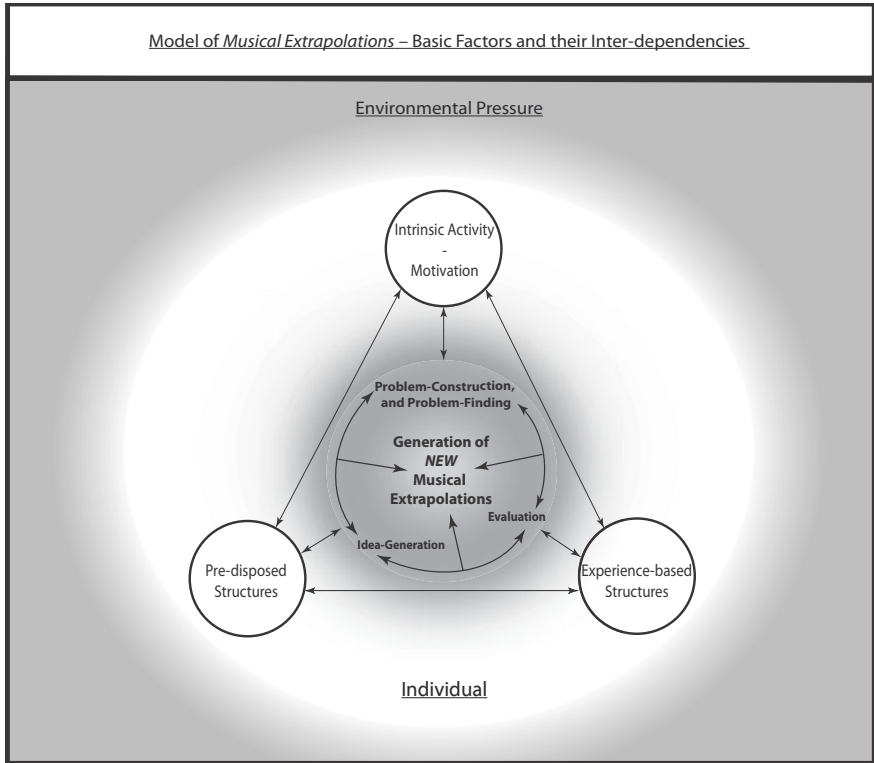 Model of Musical Extrapolations – Basic Factors and their Inter-dependencies
Environmental Pressure
Intrinsic Activity
-
Motivation
Problem-Construction,
and Problem-Finding
Generation of
NEW
Musical
Extrapolations
Evaluation
Idea-Generation
Pre-disposed
Structures
Experience-based
Structures
Individual